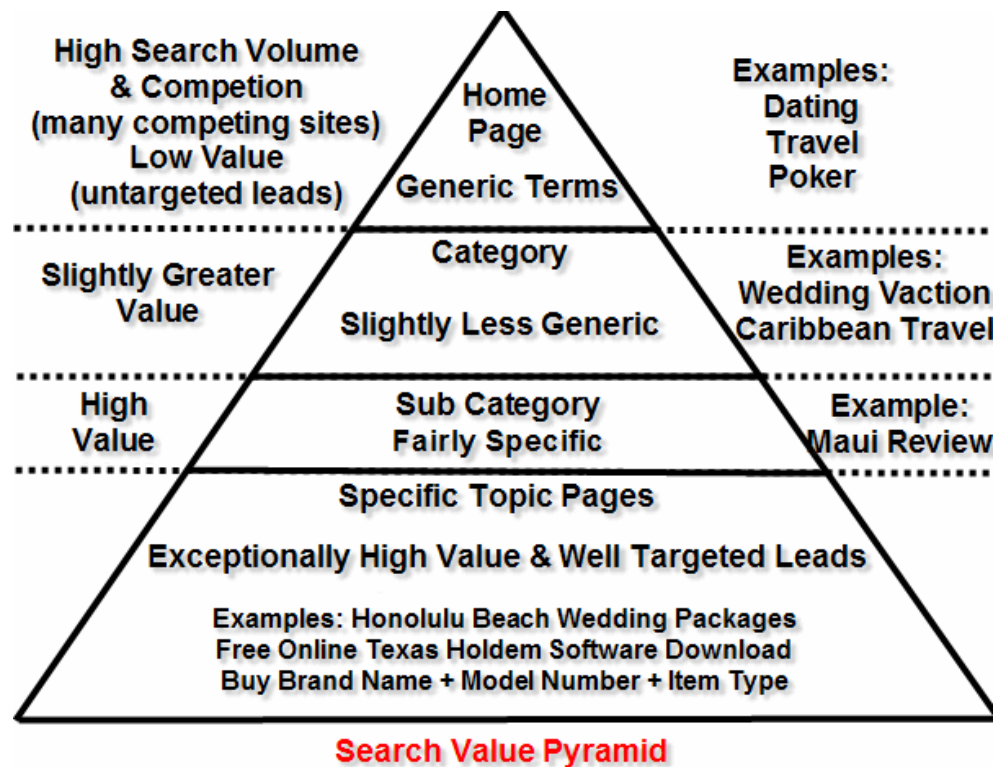 High Search Volume
& Competion
(many competing sites)
Low Value
(untargeted leads)
Home
Page
Generic Terms
Examples:
Dating
Travel
Poker
Slightly Greater
Value
Category
Slightly Less Generic
Examples:
Wedding Vaction
Caribbean Travel
High
Value
Sub Category
Fairly Specific
Example:
Maui Review
Specific Topic Pages
Exceptionally High Value & Well Targeted Leads
Examples: Honolulu Beach Wedding Packages
Free Online Texas Holdem Software Download
Buy Brand Name + Model Number + Item Type
Search Value Pyramid